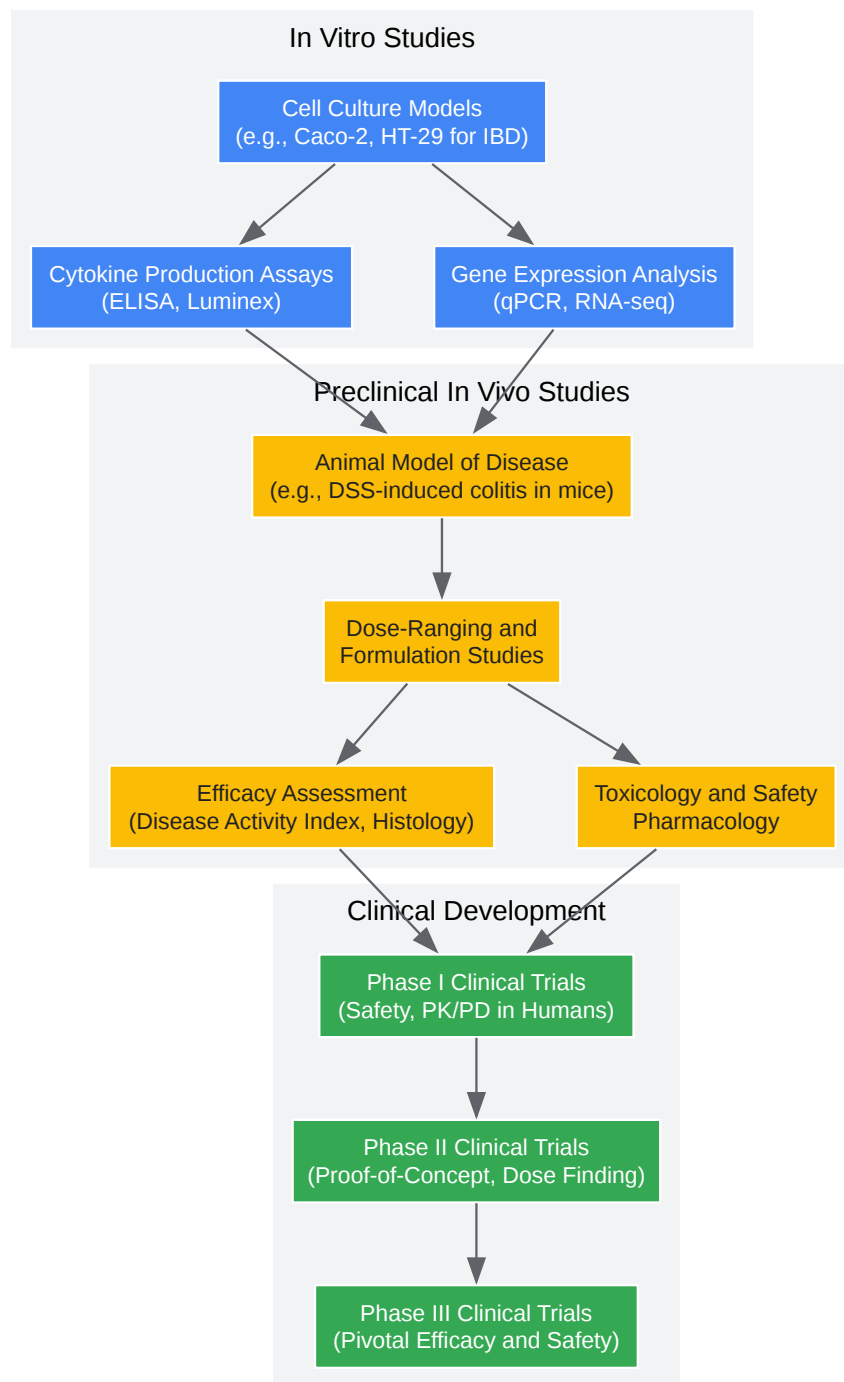 In Vitro Studies
Cell Culture Models
(e.g., Caco-2, HT-29 for IBD)
Cytokine Production Assays
(ELISA, Luminex)
Gene Expression Analysis
(qPCR, RNA-seq)
Preclinical In Vivo Studies
Animal Model of Disease
(e.g., DSS-induced colitis in mice)
Dose-Ranging and
Formulation Studies
Efficacy Assessment
(Disease Activity Index, Histology)
Toxicology and Safety
Pharmacology
Clinical Development
Phase I Clinical Trials
(Safety, PK/PD in Humans)
Phase II Clinical Trials
(Proof-of-Concept, Dose Finding)
Phase III Clinical Trials
(Pivotal Efficacy and Safety)